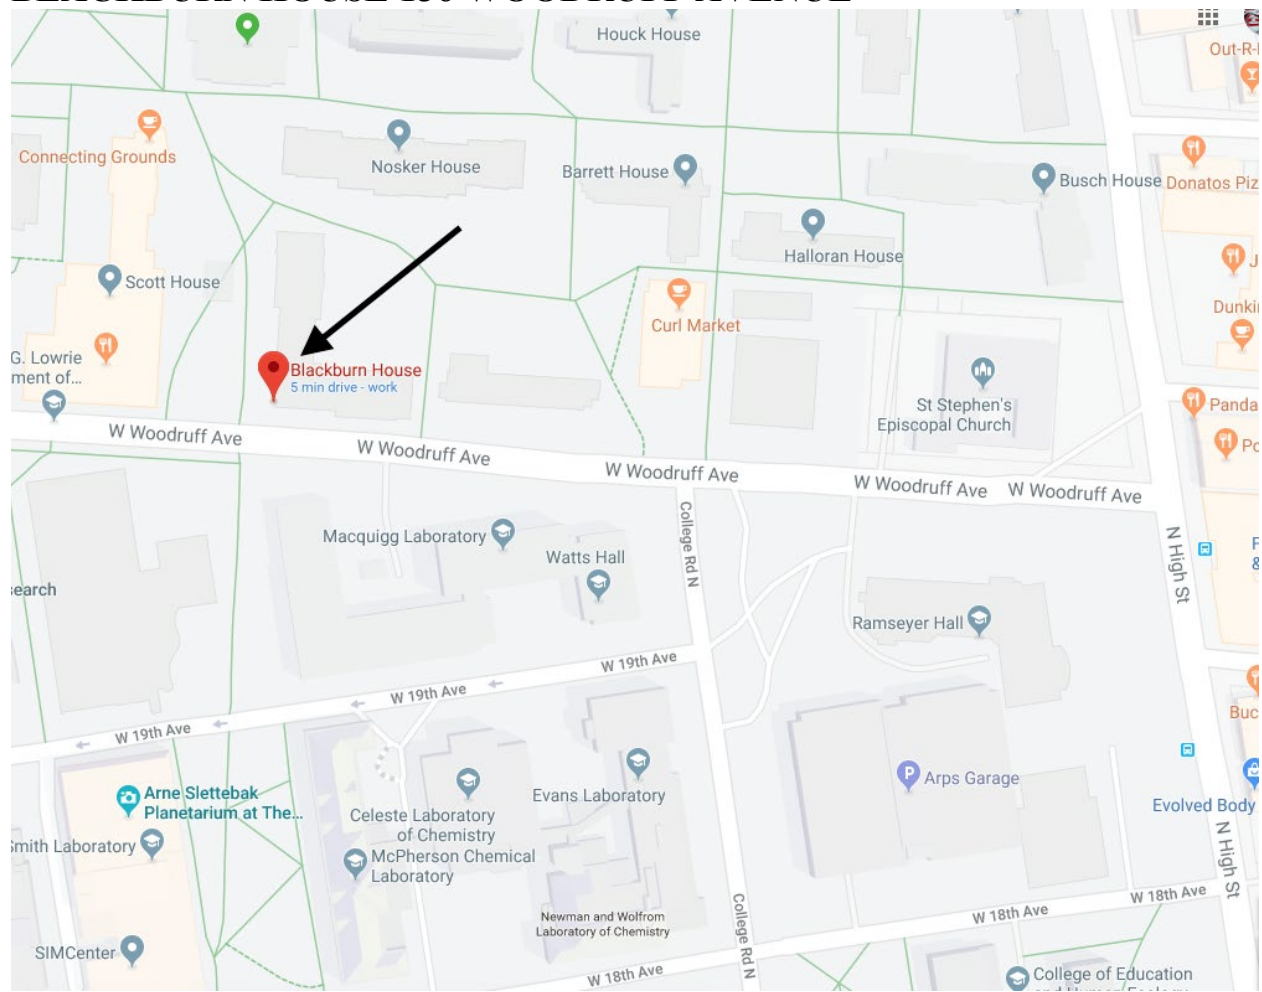 Houck House
Out-R-
Connecting Grounds
Nosker House
Barrett House
Busch House
Donatos Piz
Halloran House
Scott House
J
Curl Market
Dunki
G. Lowrie
ment of...
Blackburn House
5 min drive - work
St Stephen's
Episcopal Church
Panda
Po
W Woodruff Ave
W Woodruff Ave
W Woodruff Ave
W Woodruff Ave
W Woodruff Ave
Macquigg Laboratory
Watts Hall
College Rd N
N High St
F
&
earch
Ramseyer Hall
W 19th Ave
W 19th Ave
W 19th Ave
Buc
P
Arps Garage
Arne Slettebak
Planetarium at The...
Evans Laboratory
Celeste Laboratory
of Chemistry
Evolved Body
mith Laboratory
McPherson Chemical
Laboratory
N High St
W 18th Ave
W 18th Ave
Newman and Wolfrom
Laboratory of Chemistry
College Rd N
SIMCenter
W 18th Ave
College of Education